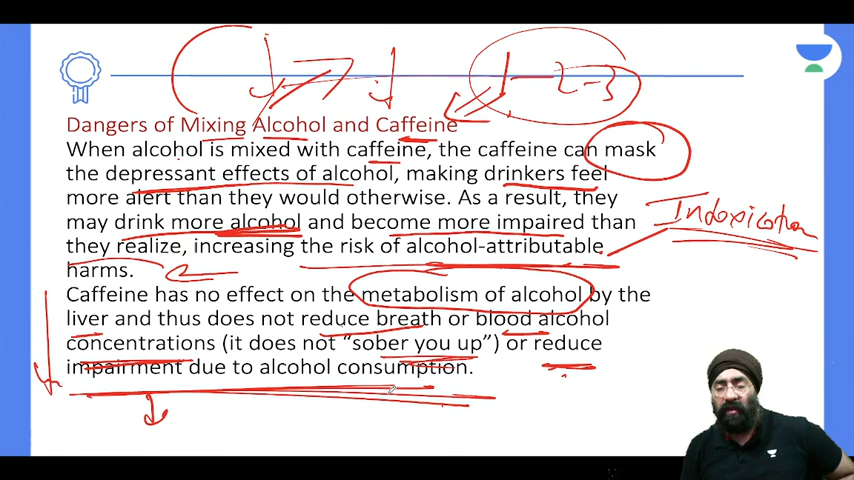 2-3
Dangers of Mixing Alcohol and Caffeine
When alcohol is mixed with caffeine, the caffeine can mask
the depressant effects of alcohol, making drinkers feel
more alert than they would otherwise. As a result, they
may drink more alcohol and become more impaired than
they realize, increasing the risk of alcohol-attributable
harms.
Indoxication
Caffeine has no effect on the metabolism of alcohol by the
liver and thus does not reduce breath or blood alcohol
concentrations (it does not “sober you up”) or reduce
impairment due to alcohol consumption.